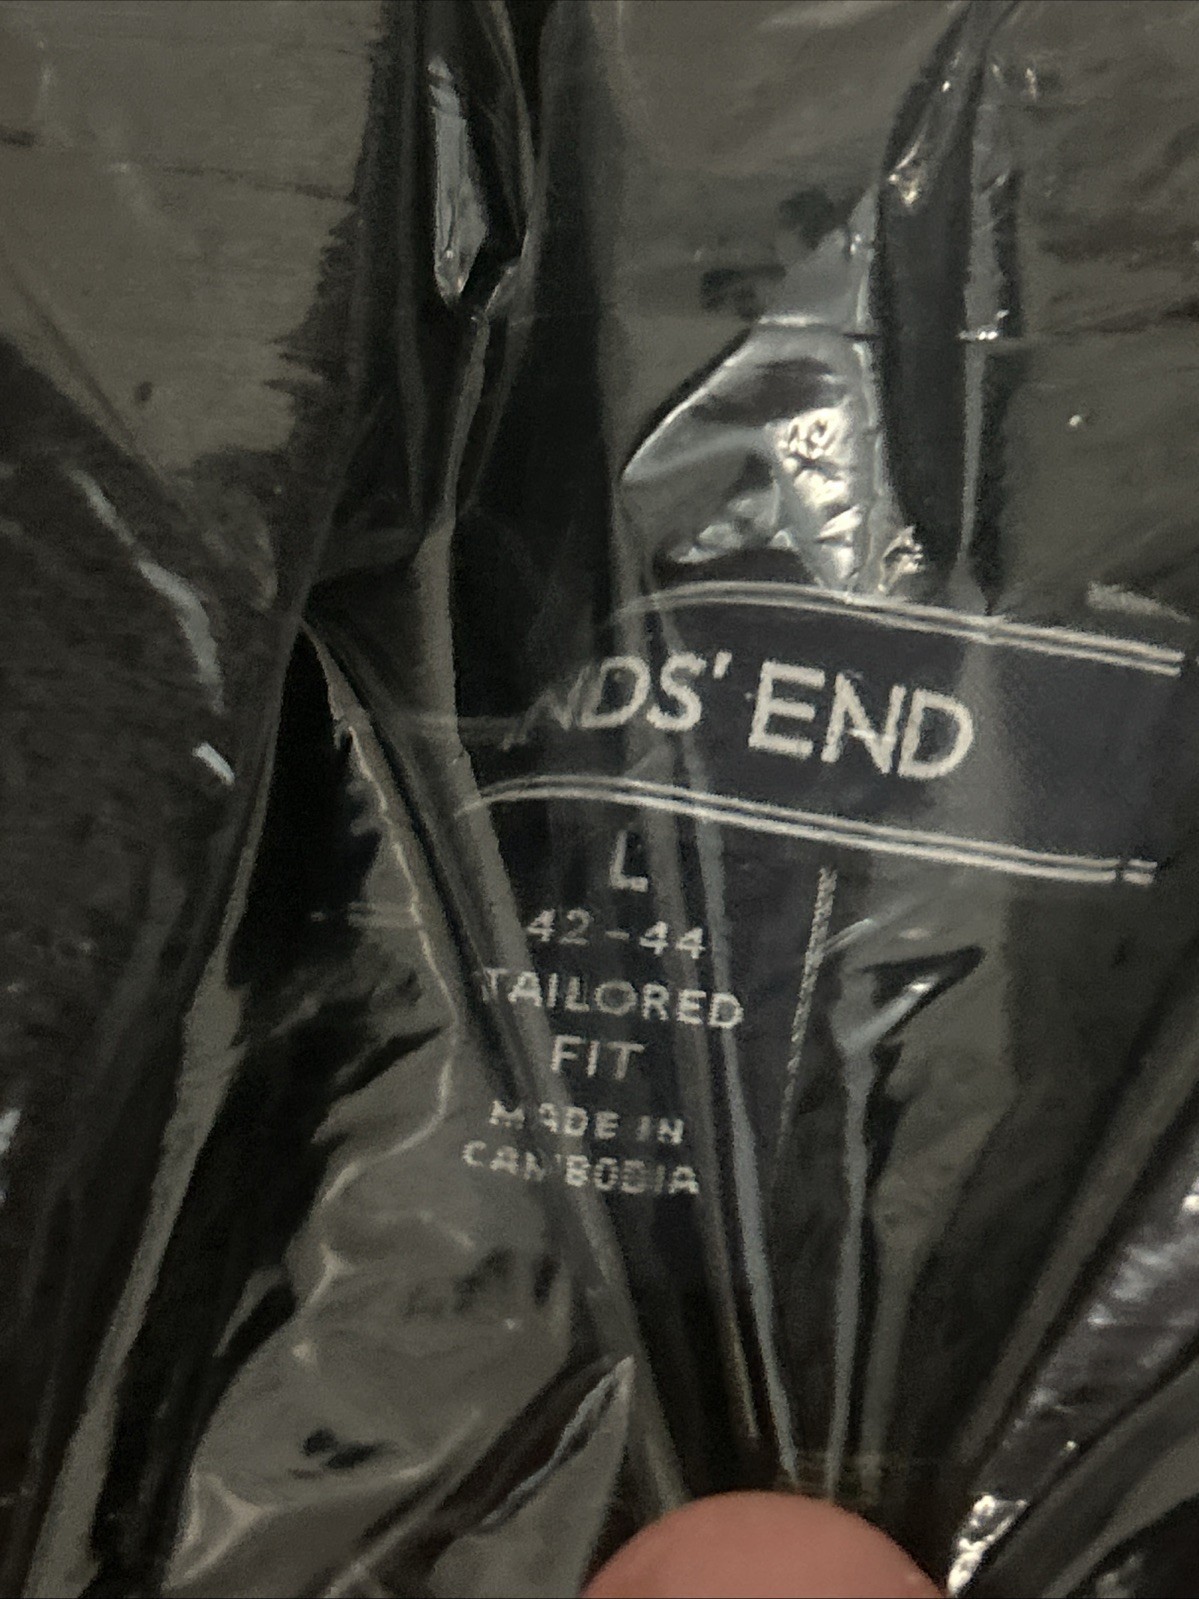 NDS' END
L
42-44
TAILORED
FIT
MADE IN
CAMBODIA